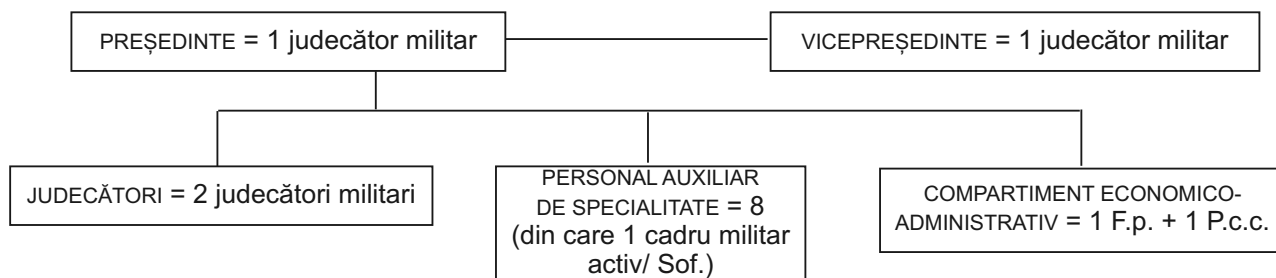 PREȘEDINTE = 1 judecător militar
VICEPREȘEDINTE = 1 judecător militar
JUDECĂTORI = 2 judecători militari
PERSONAL AUXILIAR
DE SPECIALITATE = 8
(din care 1 cadru militar
activ/ Sof.)
COMPARTIMENT ECONOMICO-
ADMINISTRATIV = 1 F.p. + 1 P.c.c.